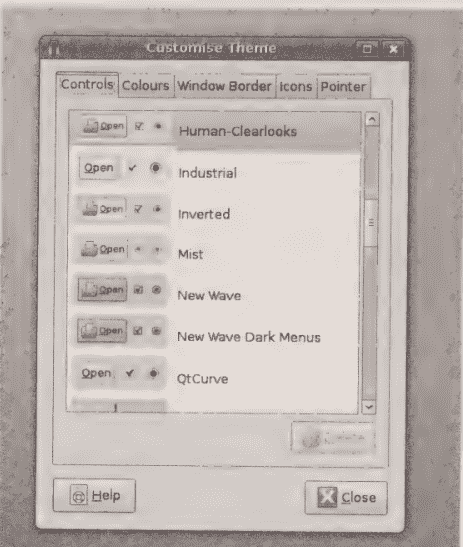 Customise Theme
Controls Colours Window Border Icons Pointer
Open Human-Clearlooks
Open Industrial
Open Inverted
Open Mist
Open New Wave
Open New Wave Dark Menus
Open QtCurve
Help Close